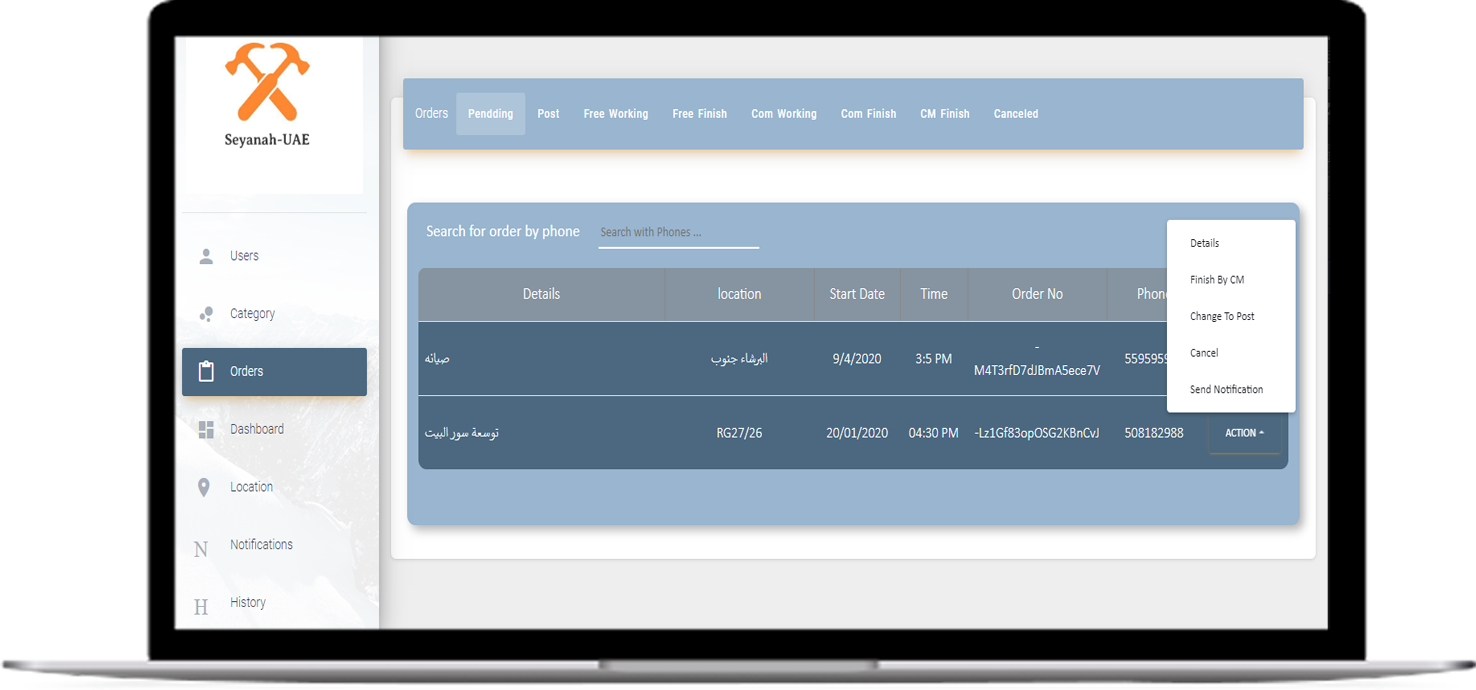 Seyanah-UAE
Users
Category
Orders
Dashboard
Location
N Notifications
H History
Orders Pendding Post Free Working Free Finish Com Working Com Finish CM Finish Canceled
Search for order by phone Search with Phones ...
Details location Start Date Time Order No
صيانه البرشاء جنوب 9/4/2020 3:5 PM -
M4T3rfD7dJBmA5ece7V
توسعة سور البيت RG27/26 20/01/2020 04:30 PM -Lz1Gf83opOSG2KBnCvJ 508182988 ACTION
Details
Finish By CM
Change To Post
Cancel
Send Notification